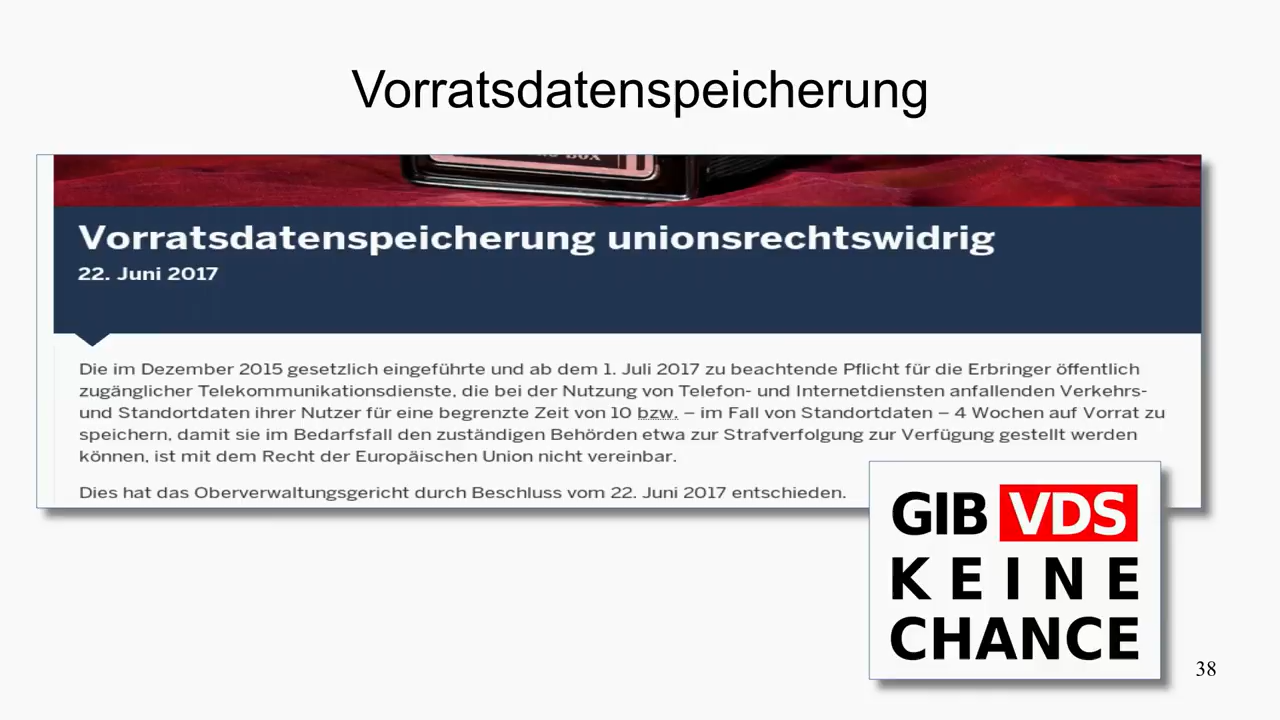 Vorratsdatenspeicherung
BOX
Vorratsdatenspeicherung unionsrechtswidrig
22. Juni 2017
Die im Dezember 2015 gesetzlich eingeführte und ab dem 1. Juli 2017 zu beachtende Pflicht für die Erbringer öffentlich
zugänglicher Telekommunikationsdienste, die bei der Nutzung von Telefon- und Internetdiensten anfallenden Verkehrs-
und Standortdaten ihrer Nutzer für eine begrenzte Zeit von 10 bzw. – im Fall von Standortdaten – 4 Wochen auf Vorrat zu
speichern, damit sie im Bedarfsfall den zuständigen Behörden etwa zur Strafverfolgung zur Verfügung gestellt werden
können, ist mit dem Recht der Europäischen Union nicht vereinbar.
Dies hat das Oberverwaltungsgericht durch Beschluss vom 22. Juni 2017 entschieden.
GIB VDS
KEINE
CHANCE
38